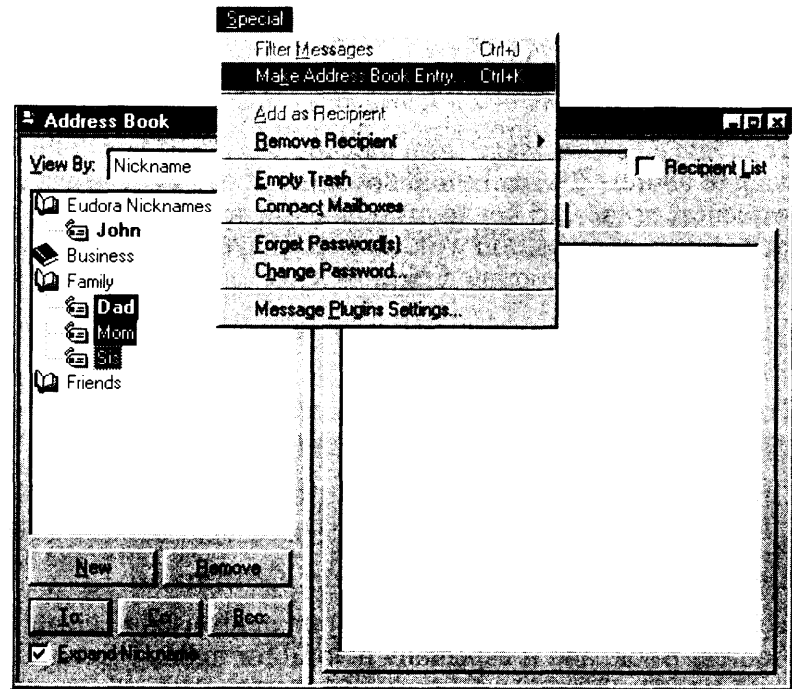 Special
Filter Messages Ctrl+J
Make Address Book Entry... Ctrl+K
Add as Recipient
Remove Recipient
Empty Trash
Compact Mailboxes
Forget Password(s)
Change Password...
Message Plugins Settings...
Address Book
View By: Nickname
Recipient List
Eudora Nicknames
John
Business
Family
Dad
Mom
Sis
Friends
New Remove
To: Cc: Bcc:
Expand Nickname